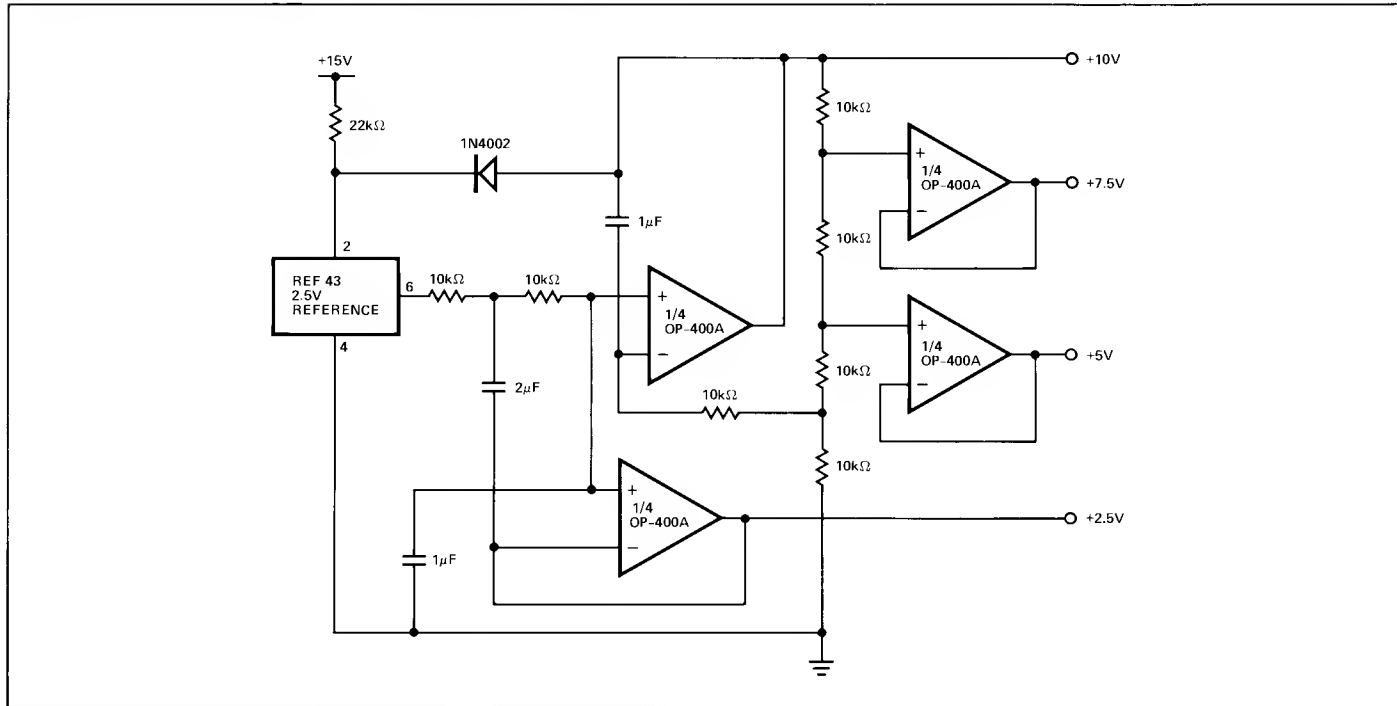 +15V
+10V
22kΩ
10kΩ
1N4002
+
1/4
OP-400A
−
+7.5V
1μF
2
10kΩ
REF 43
2.5V
REFERENCE
6
10kΩ
10kΩ
+
1/4
OP-400A
−
+
1/4
OP-400A
−
+5V
4
10kΩ
2μF
10kΩ
10kΩ
+
1/4
OP-400A
−
+2.5V
1μF